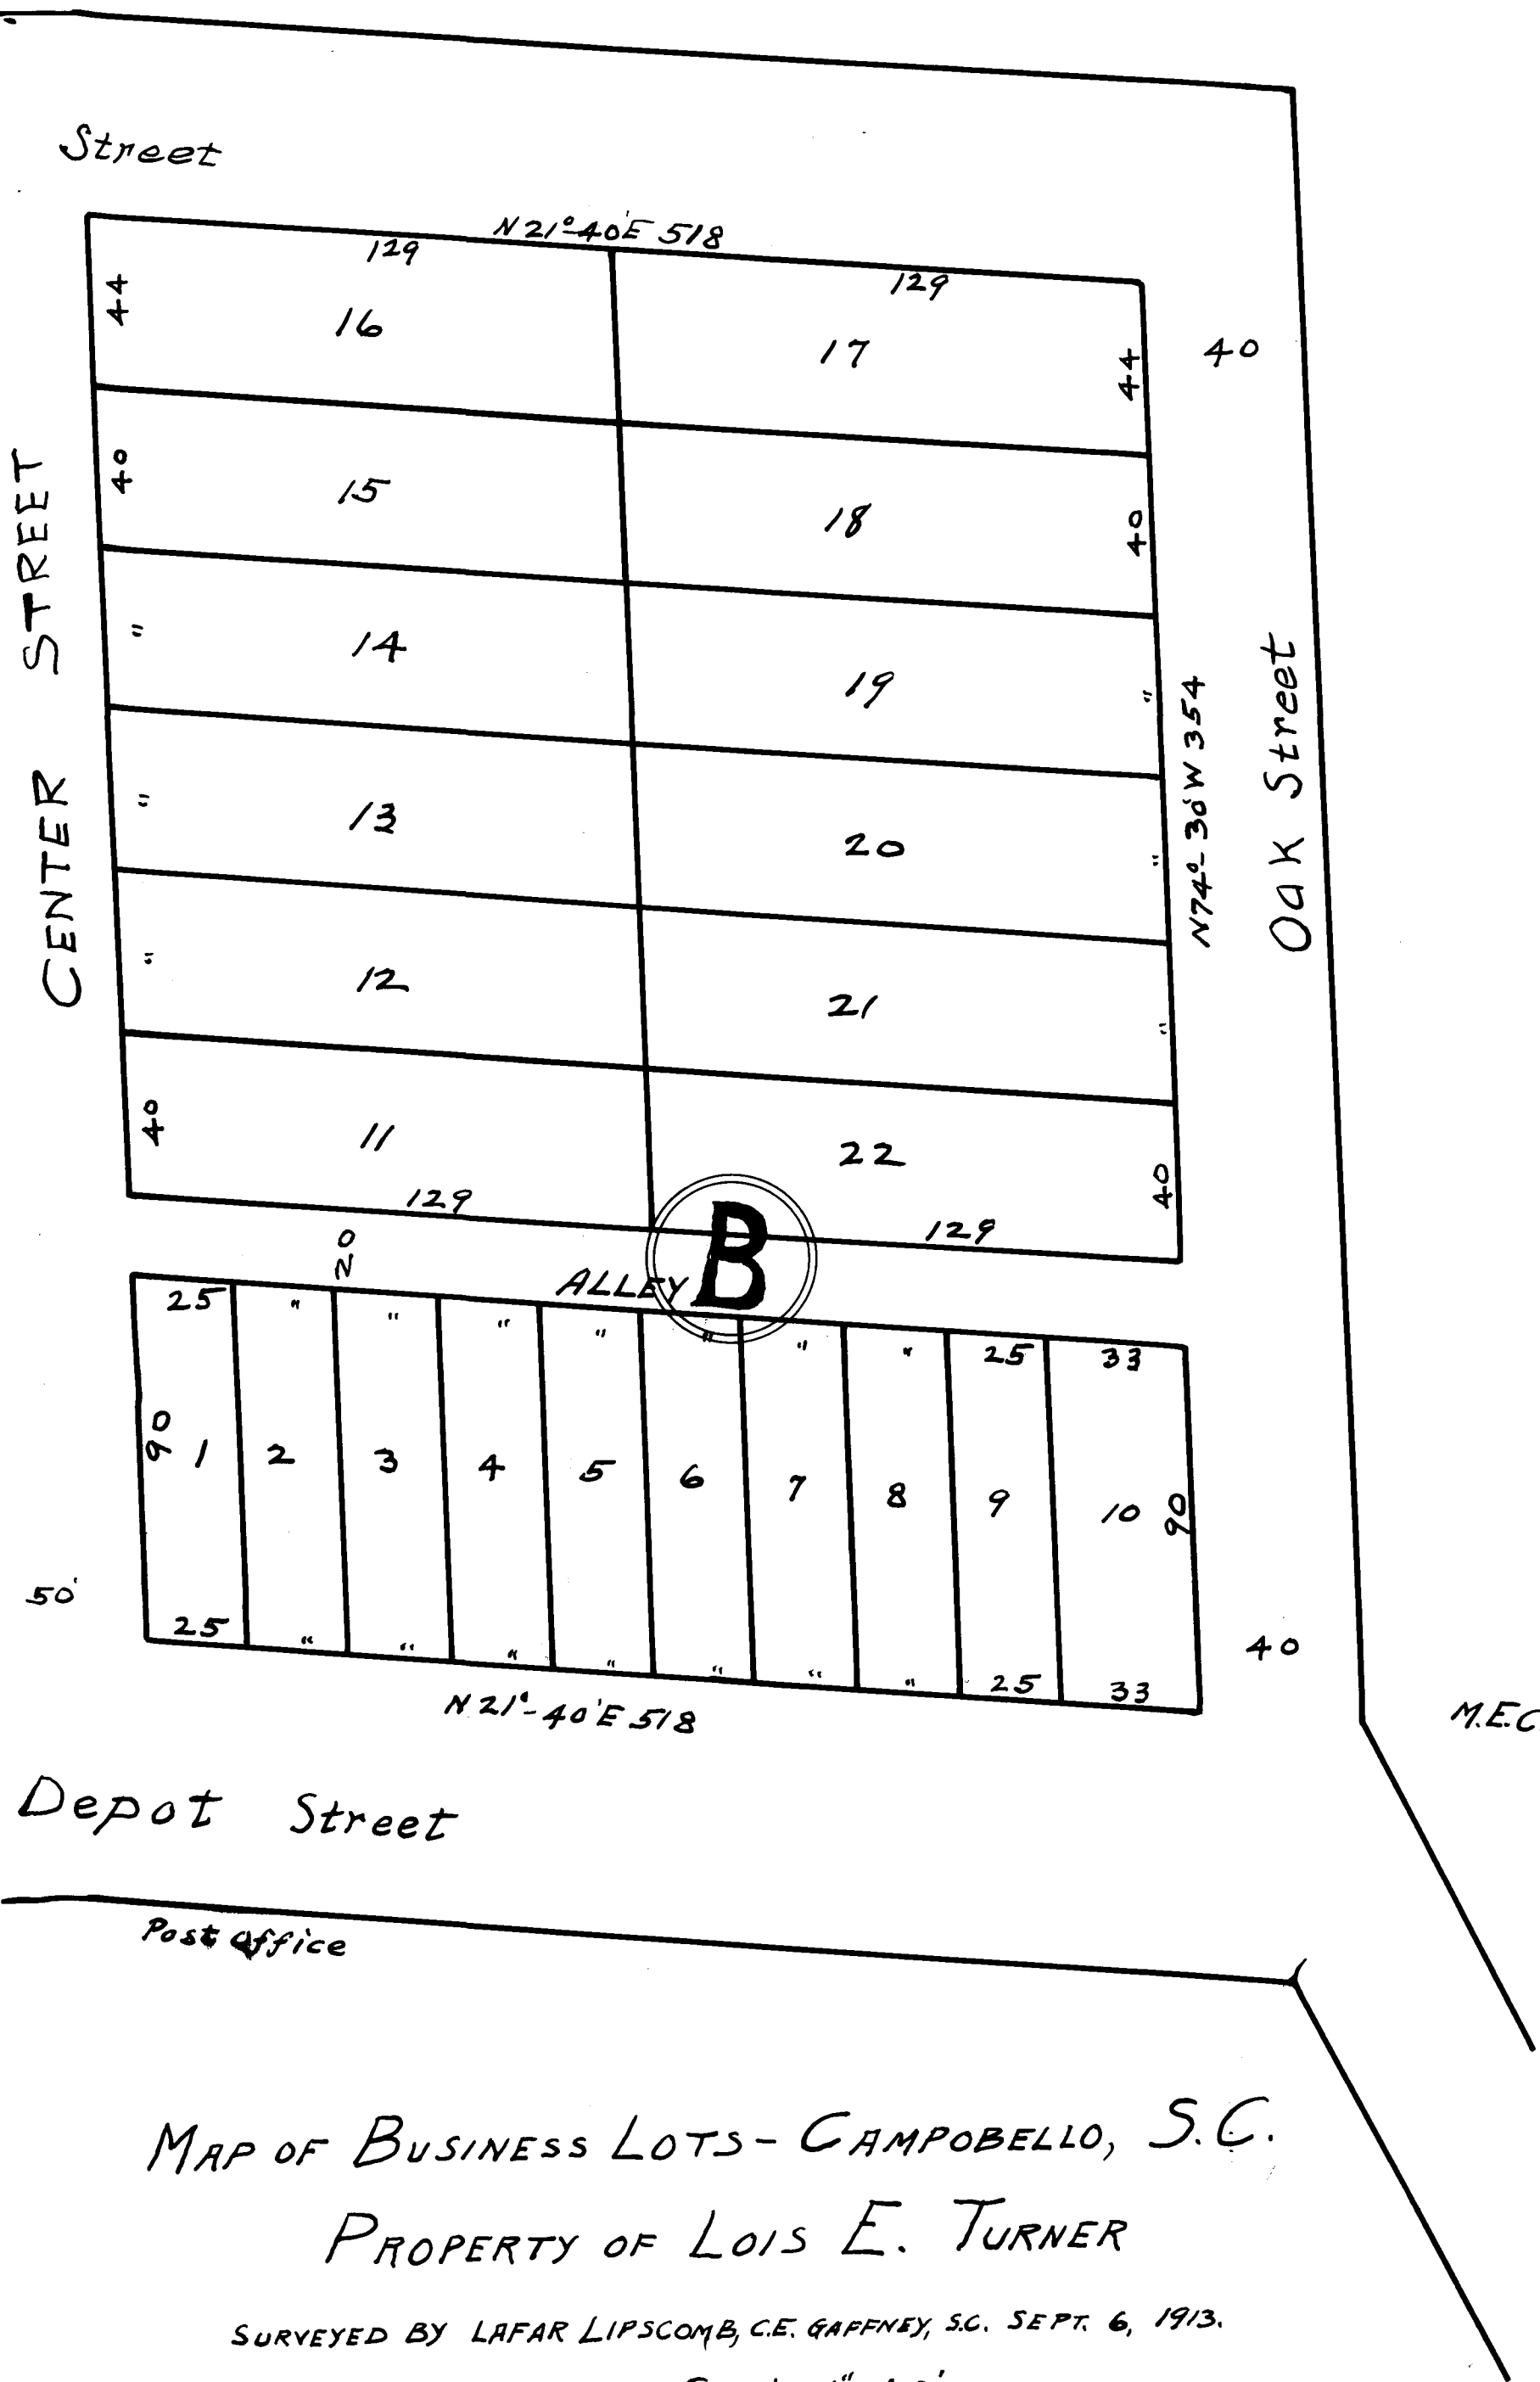 Street
N 21°-40'E 518
129
129
44
16
17
44
40
40
15
18
40
CENTER STREET
"
14
19
"
N74°-30'W 354
Oak Street
"
13
20
"
"
12
21
"
40
11
22
40
129
129
20
ALLEY
B
25 " " " " " " " 25 33
90 1 2 3 4 5 6 7 8 9 10 90
50'
25 " " " " " " " 25 33
40
N 21°-40'E 518
M.E.C
Depot Street
Post office
MAP OF BUSINESS LOTS - CAMPOBELLO, S.C.
PROPERTY OF LOIS E. TURNER
SURVEYED BY LAFAR LIPSCOMB, C.E. GAFFNEY, S.C. SEPT. 6, 1913.